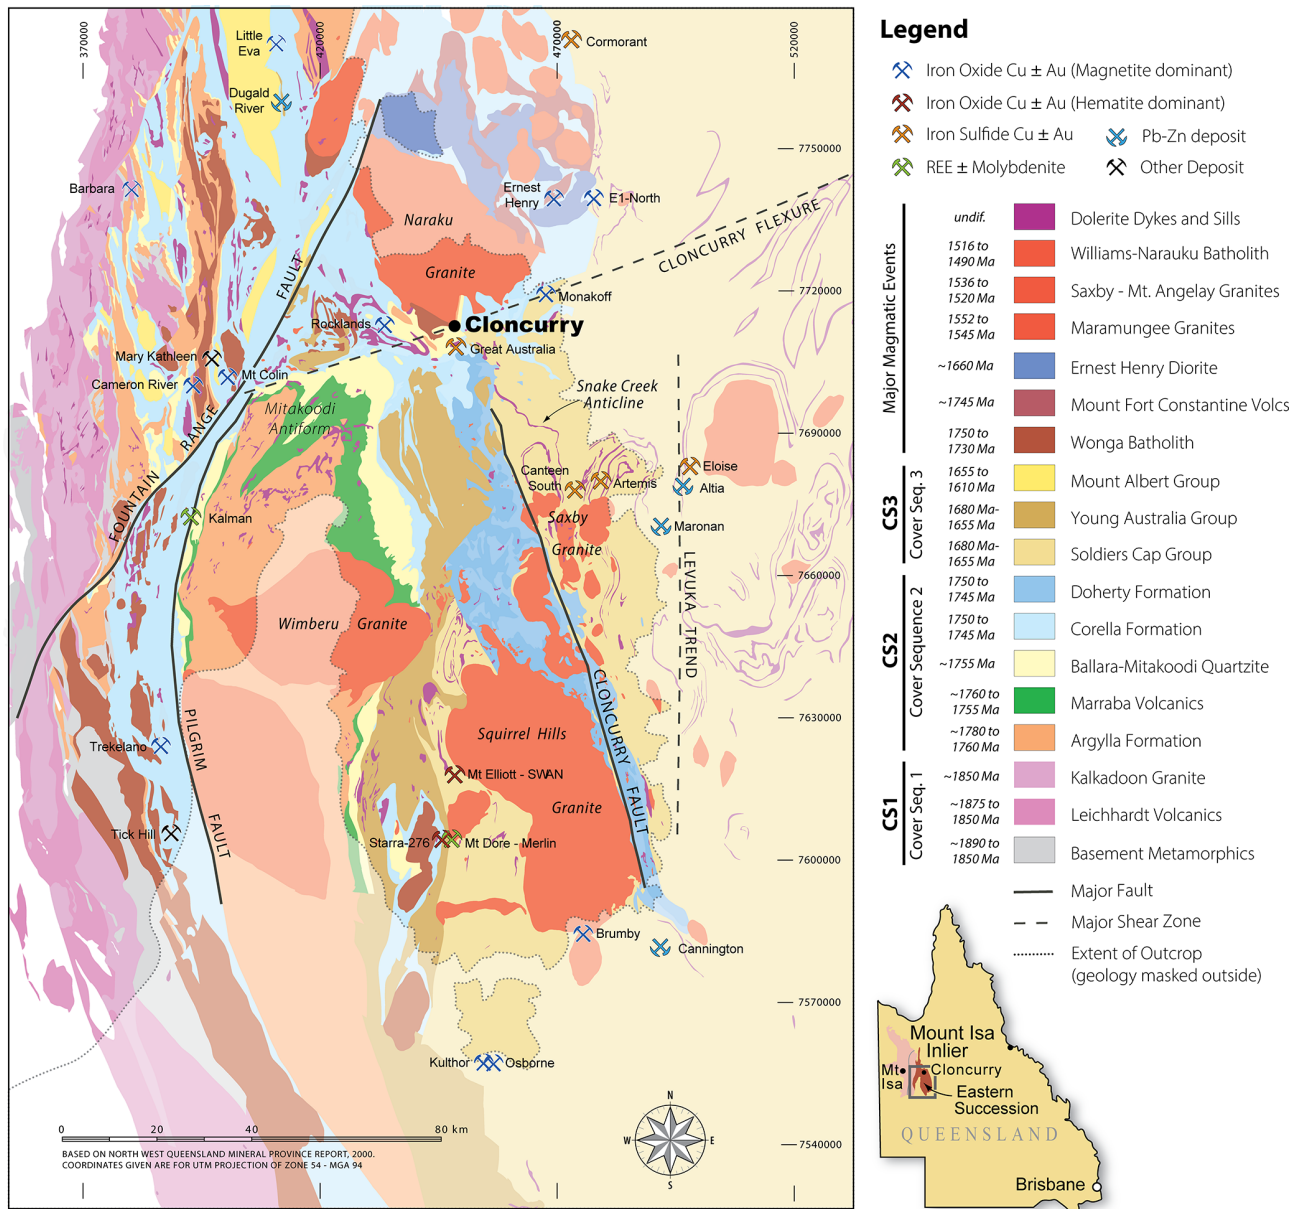 370000
420000
470000
520000
Little
Eva
Cormorant
Dugald
River
7750000
Barbara
Ernest
Henry
E1-North
Naraku
Granite
CLONCURRY FLEXURE
FAULT
7720000
Monakoff
Rocklands
Cloncurry
Great Australia
Mary Kathleen
Mt Colin
Cameron River
Mitakoodi
Antiform
Snake Creek
Anticline
RANGE
7690000
FOUNTAIN
Canteen
South
Artemis
Eloise
Altia
Kalman
Saxby
Granite
Maronan
LEVUKA TREND
7660000
Wimberu Granite
CLONCURRY FAULT
PILGRIM FAULT
7630000
Squirrel Hills
Granite
Trekelano
Mt Elliott - SWAN
Tick Hill
Starra-276
Mt Dore - Merlin
7600000
Brumby
Cannington
7570000
Kulthor
Osborne
N
W E
S
0 20 40 80 km
7540000
BASED ON NORTH WEST QUEENSLAND MINERAL PROVINCE REPORT, 2000.
COORDINATES GIVEN ARE FOR UTM PROJECTION OF ZONE 54 - MGA 94
Legend
Iron Oxide Cu ± Au (Magnetite dominant)
Iron Oxide Cu ± Au (Hematite dominant)
Iron Sulfide Cu ± Au
Pb-Zn deposit
REE ± Molybdenite
Other Deposit
Major Magmatic Events
undif.
Dolerite Dykes and Sills
1516 to
1490 Ma
Williams-Narauku Batholith
1536 to
1520 Ma
Saxby - Mt. Angelay Granites
1552 to
1545 Ma
Maramungee Granites
~1660 Ma
Ernest Henry Diorite
~1745 Ma
Mount Fort Constantine Volcs
1750 to
1730 Ma
Wonga Batholith
CS3
Cover Seq. 3
1655 to
1610 Ma
Mount Albert Group
1680 Ma-
1655 Ma
Young Australia Group
1680 Ma-
1655 Ma
Soldiers Cap Group
CS2
Cover Sequence 2
1750 to
1745 Ma
Doherty Formation
1750 to
1745 Ma
Corella Formation
~1755 Ma
Ballara-Mitakoodi Quartzite
~1760 to
1755 Ma
Marraba Volcanics
~1780 to
1760 Ma
Argylla Formation
CS1
Cover Seq. 1
~1850 Ma
Kalkadoon Granite
~1875 to
1850 Ma
Leichhardt Volcanics
~1890 to
1850 Ma
Basement Metamorphics
Major Fault
Major Shear Zone
Extent of Outcrop
(geology masked outside)
Mount Isa
Inlier
Mt
Isa
Cloncurry
Eastern
Succession
QUEENSLAND
Brisbane